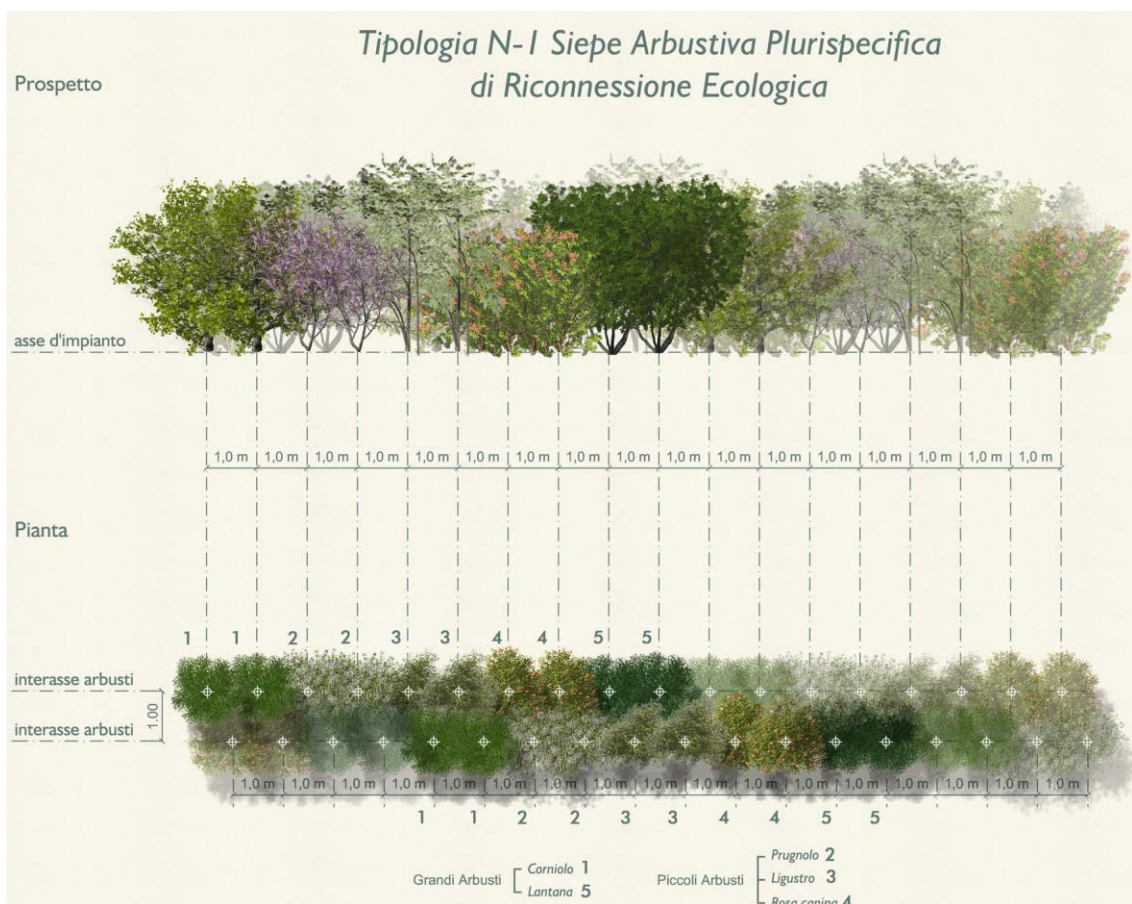 Tipologia N-1 Siepe Arbustiva Plurispecifica
di Riconnessione Ecologica
Prospetto
asse d'impianto
1,0 m 1,0 m 1,0 m 1,0 m 1,0 m 1,0 m 1,0 m 1,0 m 1,0 m 1,0 m 1,0 m 1,0 m 1,0 m 1,0 m 1,0 m 1,0 m 1,0 m
Pianta
1 1 2 2 3 3 4 4 5 5
interasse arbusti
1.00
interasse arbusti
1,0 m 1,0 m 1,0 m 1,0 m 1,0 m 1,0 m 1,0 m 1,0 m 1,0 m 1,0 m 1,0 m 1,0 m 1,0 m 1,0 m 1,0 m 1,0 m 1,0 m
1 1 2 2 3 3 4 4 5 5
Grandi Arbusti
Corniolo 1
Lantana 5
Piccoli Arbusti
Prugnolo 2
Ligustro 3
Rosa canina 4